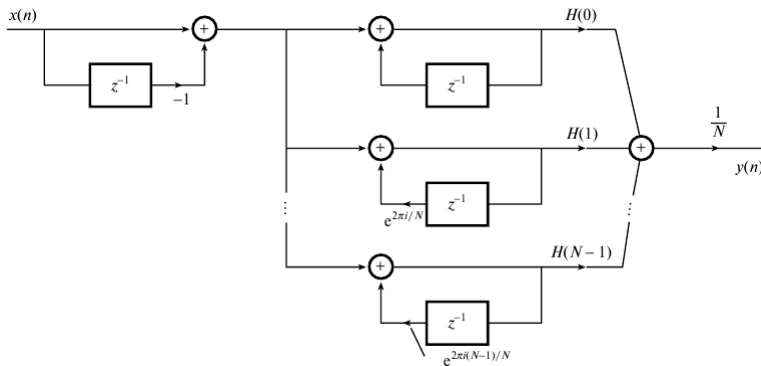 x(n)
+
+
H(0)
z⁻¹
−1
z⁻¹
+
H(1)
+
1/N
y(n)
e^{2πi/N}
z⁻¹
⋮
⋮
+
H(N − 1)
z⁻¹
e^{2πi(N−1)/N}